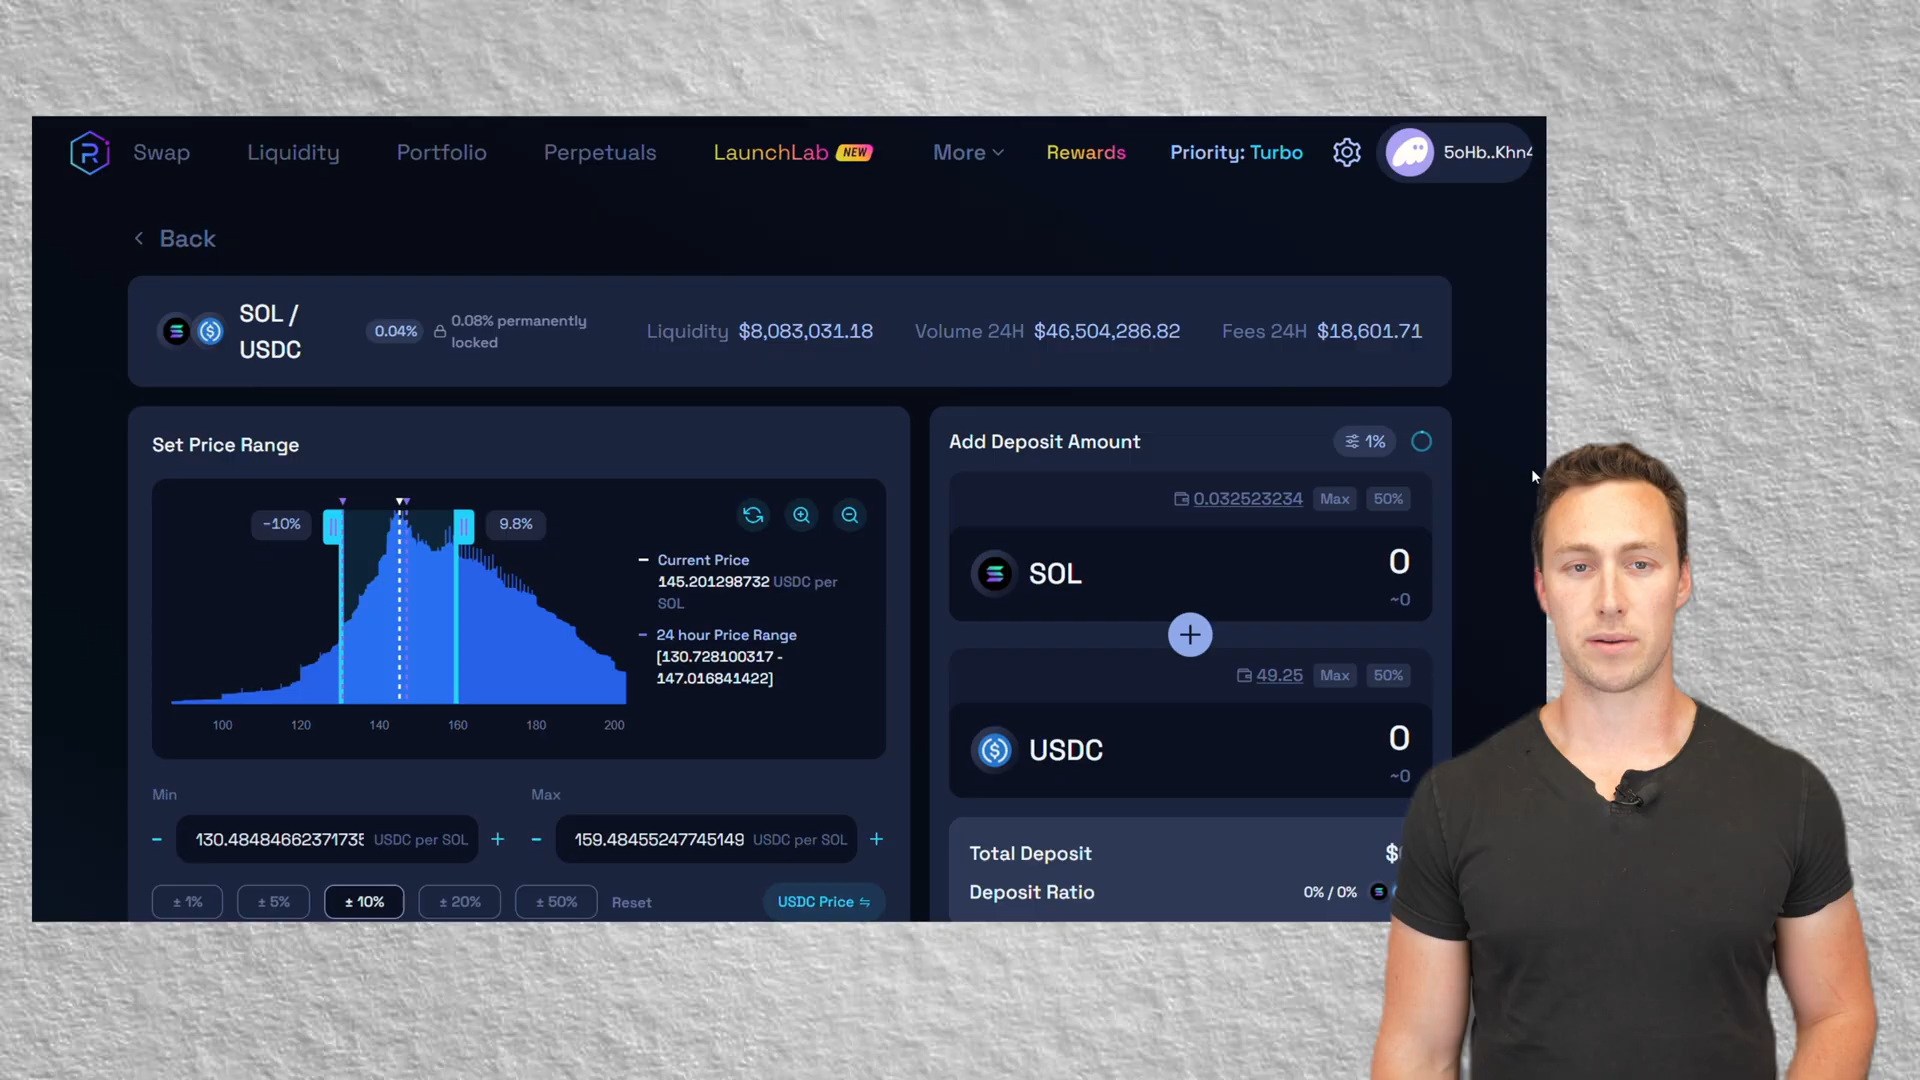 Swap Liquidity Portfolio Perpetuals LaunchLab NEW More Rewards Priority: Turbo 5oHb..Khn4
Back
SOL / USDC
0.04%
0.08% permanently locked
Liquidity $8,083,031.18
Volume 24H $46,504,286.82
Fees 24H $18,601.71
Set Price Range
-10%
9.8%
Current Price
145.201298732 USDC per
SOL
24 hour Price Range
[130.728100317 -
147.016841422]
100 120 140 160 180 200
Min
130.48484662371735 USDC per SOL
Max
159.48455247745149 USDC per SOL
± 1% ± 5% ± 10% ± 20% ± 50% Reset USDC Price
Add Deposit Amount
1%
0.032523234 Max 50%
SOL 0
~0
49.25 Max 50%
USDC 0
~0
Total Deposit $
Deposit Ratio 0% / 0%